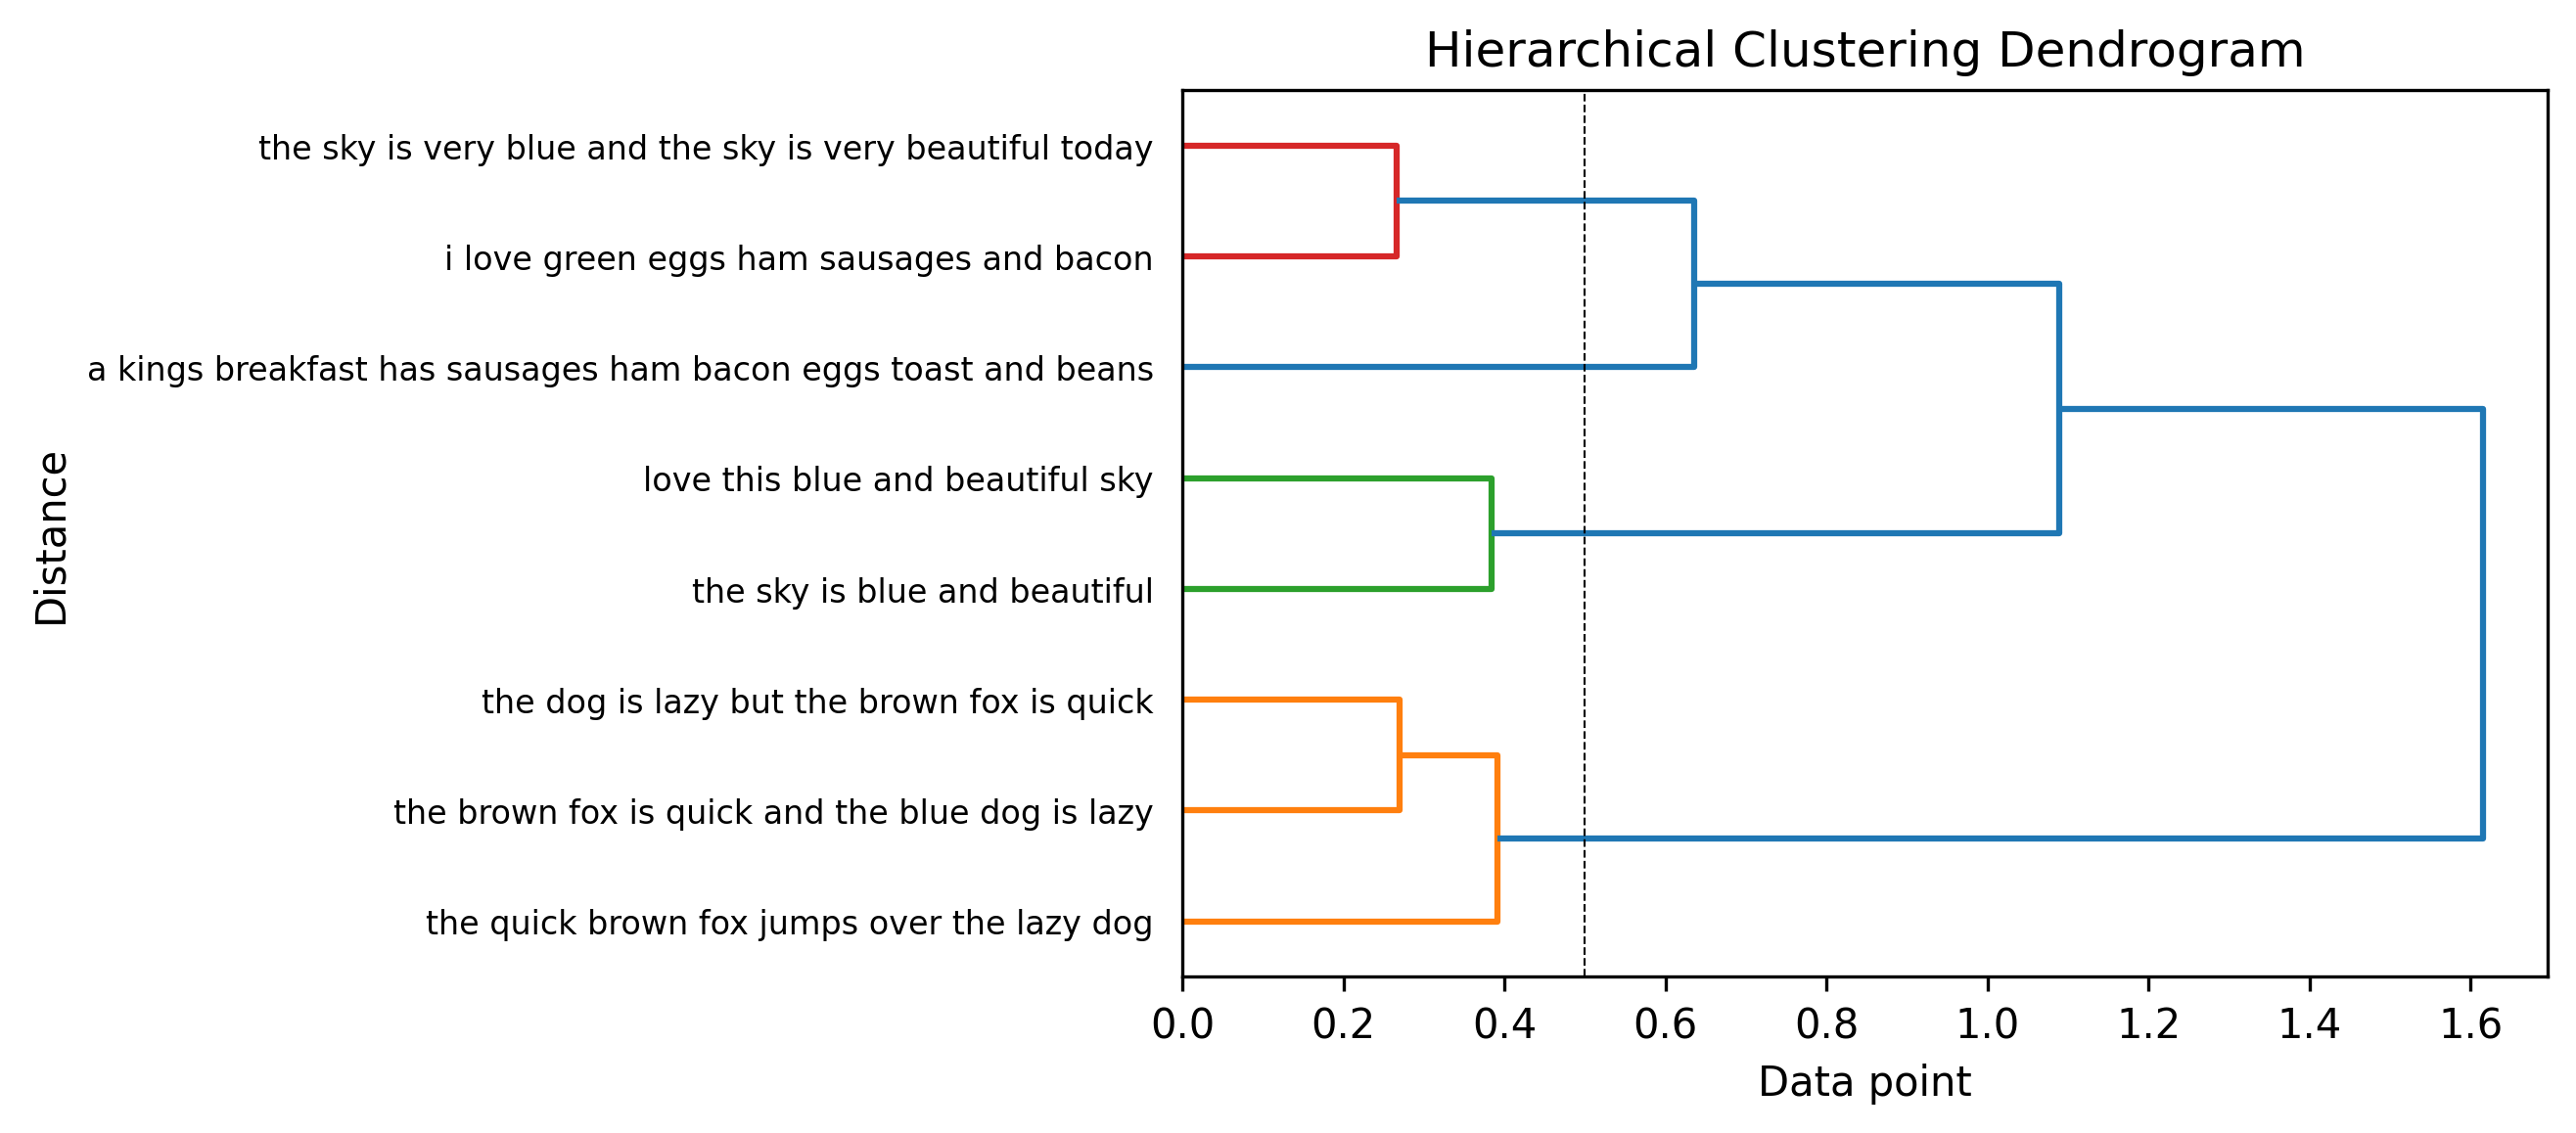 Hierarchical Clustering Dendrogram
the sky is very blue and the sky is very beautiful today
i love green eggs ham sausages and bacon
a kings breakfast has sausages ham bacon eggs toast and beans
love this blue and beautiful sky
the sky is blue and beautiful
the dog is lazy but the brown fox is quick
the brown fox is quick and the blue dog is lazy
the quick brown fox jumps over the lazy dog
Distance
0.0 0.2 0.4 0.6 0.8 1.0 1.2 1.4 1.6
Data point